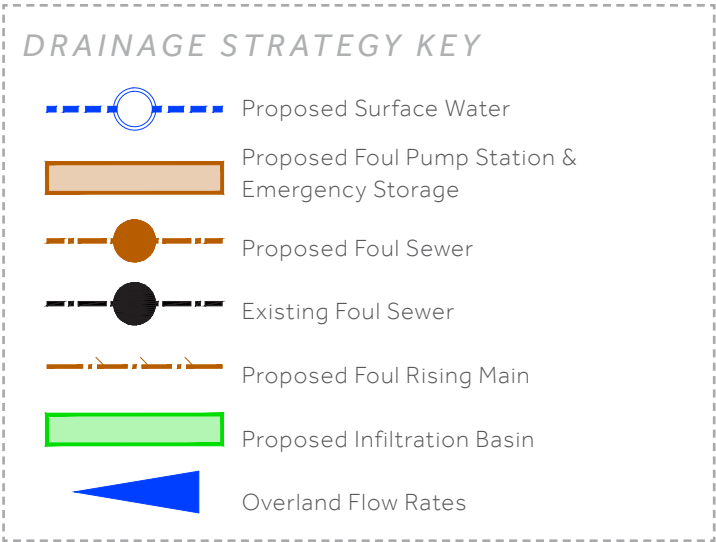 DRAINAGE STRATEGY KEY
Proposed Surface Water
Proposed Foul Pump Station &
Emergency Storage
Proposed Foul Sewer
Existing Foul Sewer
Proposed Foul Rising Main
Proposed Infiltration Basin
Overland Flow Rates